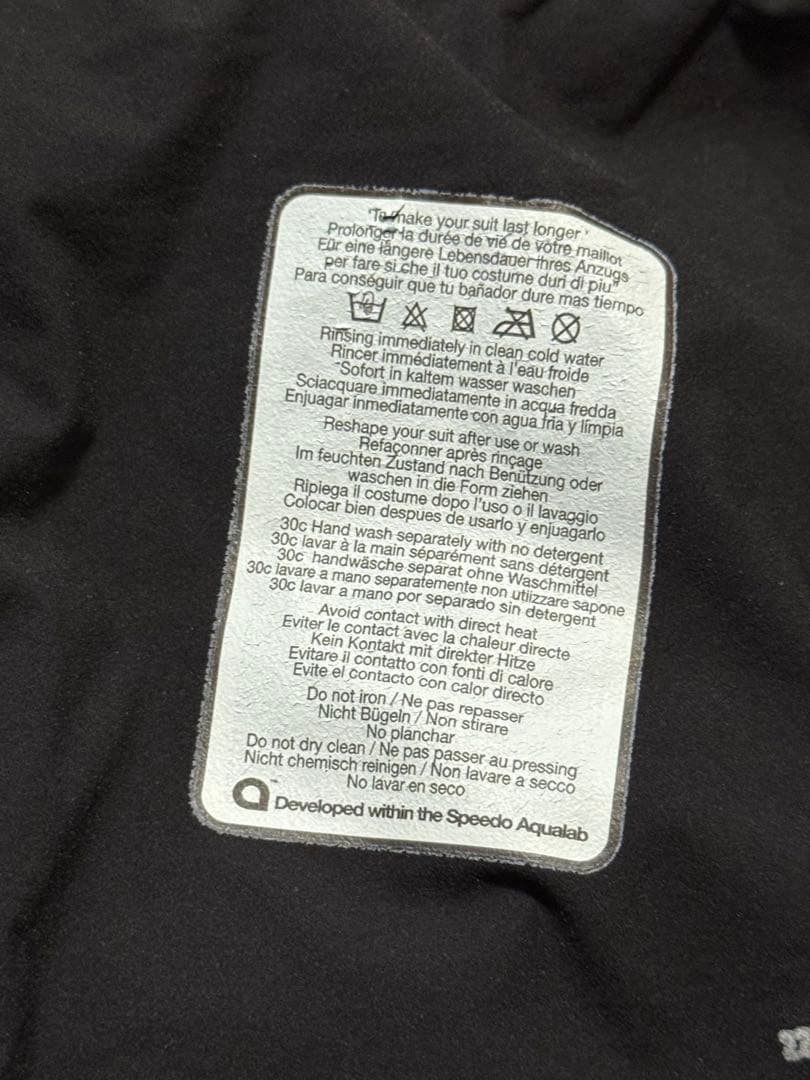 'To make your suit last longer'
Prolonger la durée de vie de votre maillot
Für eine längere Lebensdauer ihres Anzugs
per fare si che il tuo costume duri di piu"
Para conseguir que tu bañador dure mas tiempo
Rinsing immediately in clean cold water
Rincer immédiatement à l'eau froide
Sofort in kaltem wasser waschen
Sciacquare immediatamente in acqua fredda
Enjuagar inmediatamente con agua fria y limpia
Reshape your suit after use or wash
Refaçonner après rinçage
Im feuchten Zustand nach Benützung oder
waschen in die Form ziehen
Ripiega il costume dopo l'uso o il lavaggio
Colocar bien despues de usarlo y enjuagarlo
30c Hand wash separately with no detergent
30c lavar à la main séparément sans détergent
30c handwäsche separat ohne Waschmittel
30c lavare a mano separatemente non utiizzare sapone
30c lavar a mano por separado sin detergent
Avoid contact with direct heat
Eviter le contact avec la chaleur directe
Kein Kontakt mit direkter Hitze
Evitare il contatto con fonti di calore
Evite el contacto con calor directo
Do not iron / Ne pas repasser
Nicht Bügeln / Non stirare
No planchar
Do not dry clean / Ne pas passer au pressing
Nicht chemisch reinigen / Non lavare a secco
No lavar en seco
Developed within the Speedo Aqualab